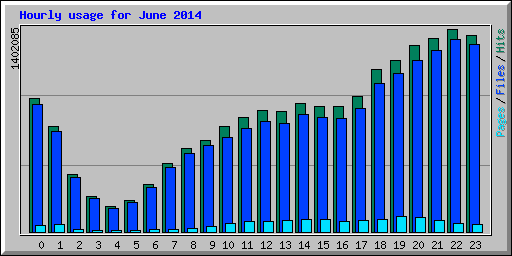 Hourly usage for June 2014
1402085
Pages/Files/Hits
0 1 2 3 4 5 6 7 8 9 10 11 12 13 14 15 16 17 18 19 20 21 22 23